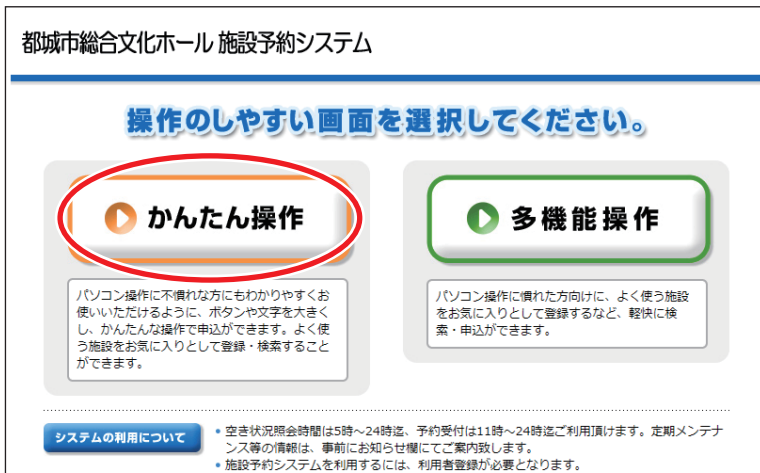 都城市総合文化ホール 施設予約システム
操作のしやすい画面を選択してください。
かんたん操作
パソコン操作に不慣れな方にもわかりやすくお
使いいただけるように、ボタンや文字を大きく
し、かんたんな操作で申込ができます。よく使
う施設をお気に入りとして登録・検索すること
ができます。
多機能操作
パソコン操作に慣れた方向けに、よく使う施設
をお気に入りとして登録するなど、軽快に検
索・申込ができます。
システムの利用について
• 空き状況照会時間は5時～24時迄、予約受付は11時～24時迄ご利用頂けます。定期メンテナ
ンス等の情報は、事前にお知らせ欄にてご案内致します。
• 施設予約システムを利用するには、利用者登録が必要となります。